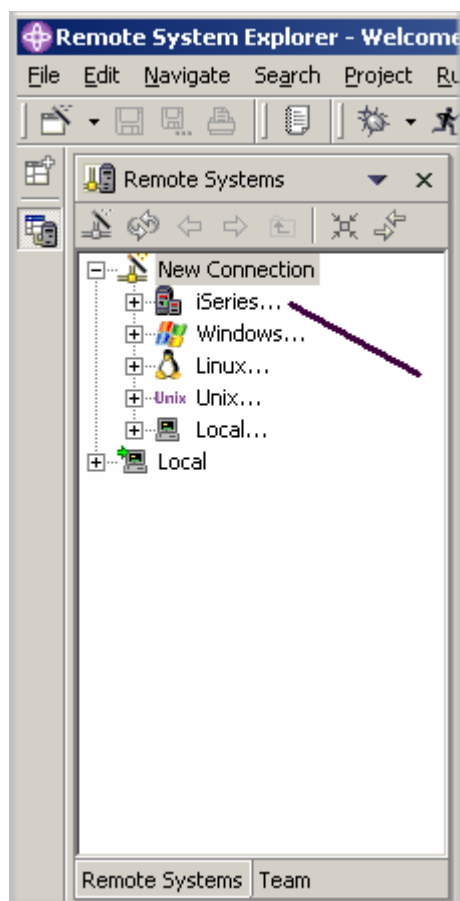 Remote System Explorer - Welcome
File Edit Navigate Search Project Ru
Remote Systems
New Connection
iSeries...
Windows...
Linux...
Unix Unix...
Local...
Local
Remote Systems Team